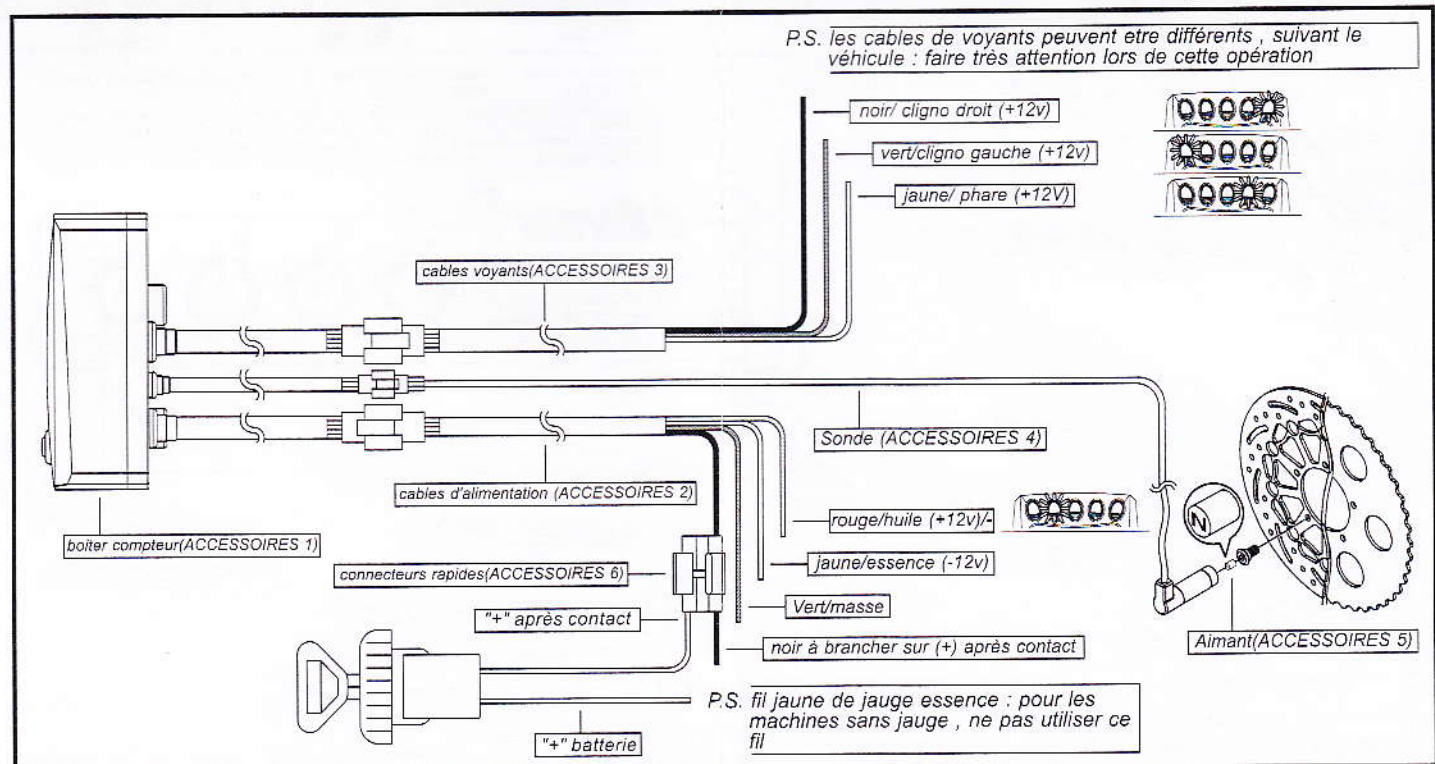 P.S. les cables de voyants peuvent etre différents , suivant le
véhicule : faire très attention lors de cette opération
noir/ cligno droit (+12v)
vert/cligno gauche (+12v)
jaune/ phare (+12V)
cables voyants(ACCESSOIRES 3)
Sonde (ACCESSOIRES 4)
cables d'alimentation (ACCESSOIRES 2)
rouge/huile (+12v)/-
N
boiter compteur(ACCESSOIRES 1)
connecteurs rapides(ACCESSOIRES 6)
jaune/essence (-12v)
Vert/masse
"+" après contact
noir à brancher sur (+) après contact
Aimant(ACCESSOIRES 5)
P.S. fil jaune de jauge essence : pour les
machines sans jauge , ne pas utiliser ce
fil
"+" batterie